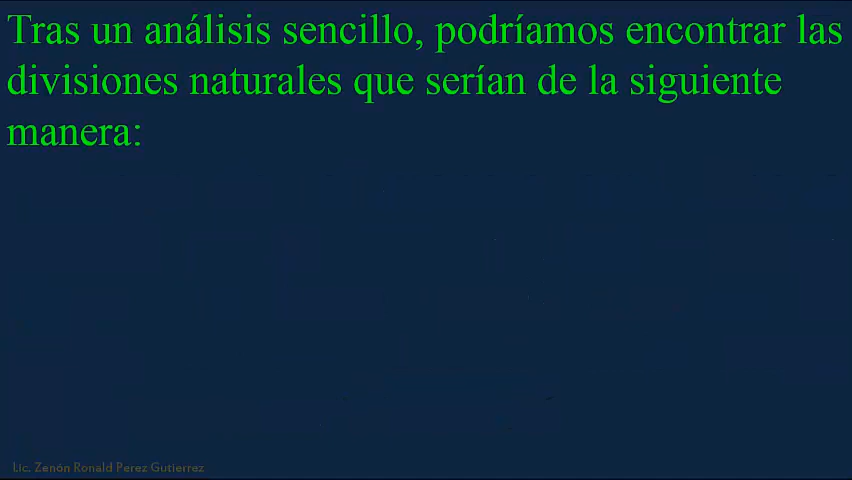 Tras un análisis sencillo, podríamos encontrar las
divisiones naturales que serían de la siguiente
manera:
Lic. Zenón Ronald Perez Gutierrez